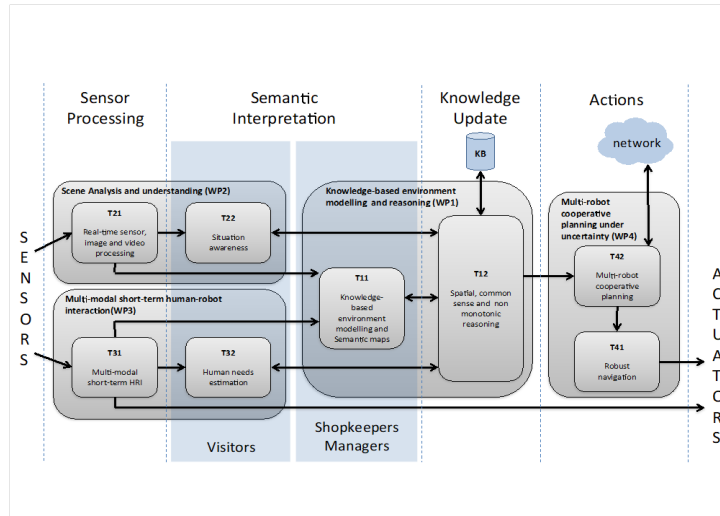 Sensor
Processing
Semantic
Interpretation
Knowledge
Update
Actions
KB
network
Scene Analysis and understanding (WP2)
T21
Real-time sensor,
image and video
processing
T22
Situation
awareness
Knowledge-based environment
modelling and reasoning (WP1)
T11
Knowledge-
based
environment
modelling and
Semantic maps
T12
Spatial, common
sense and non
monotonic
reasoning
Multi-robot
cooperative
planning under
uncertainty (WP4)
T42
Multi-robot
cooperative
planning
T41
Robust
navigation
Multi-modal short-term human-robot
interaction(WP3)
T31
Multi-modal
short-term HRI
T32
Human needs
estimation
Visitors
Shopkeepers
Managers
S
E
N
S
O
R
S
A
C
T
U
A
T
O
R
S